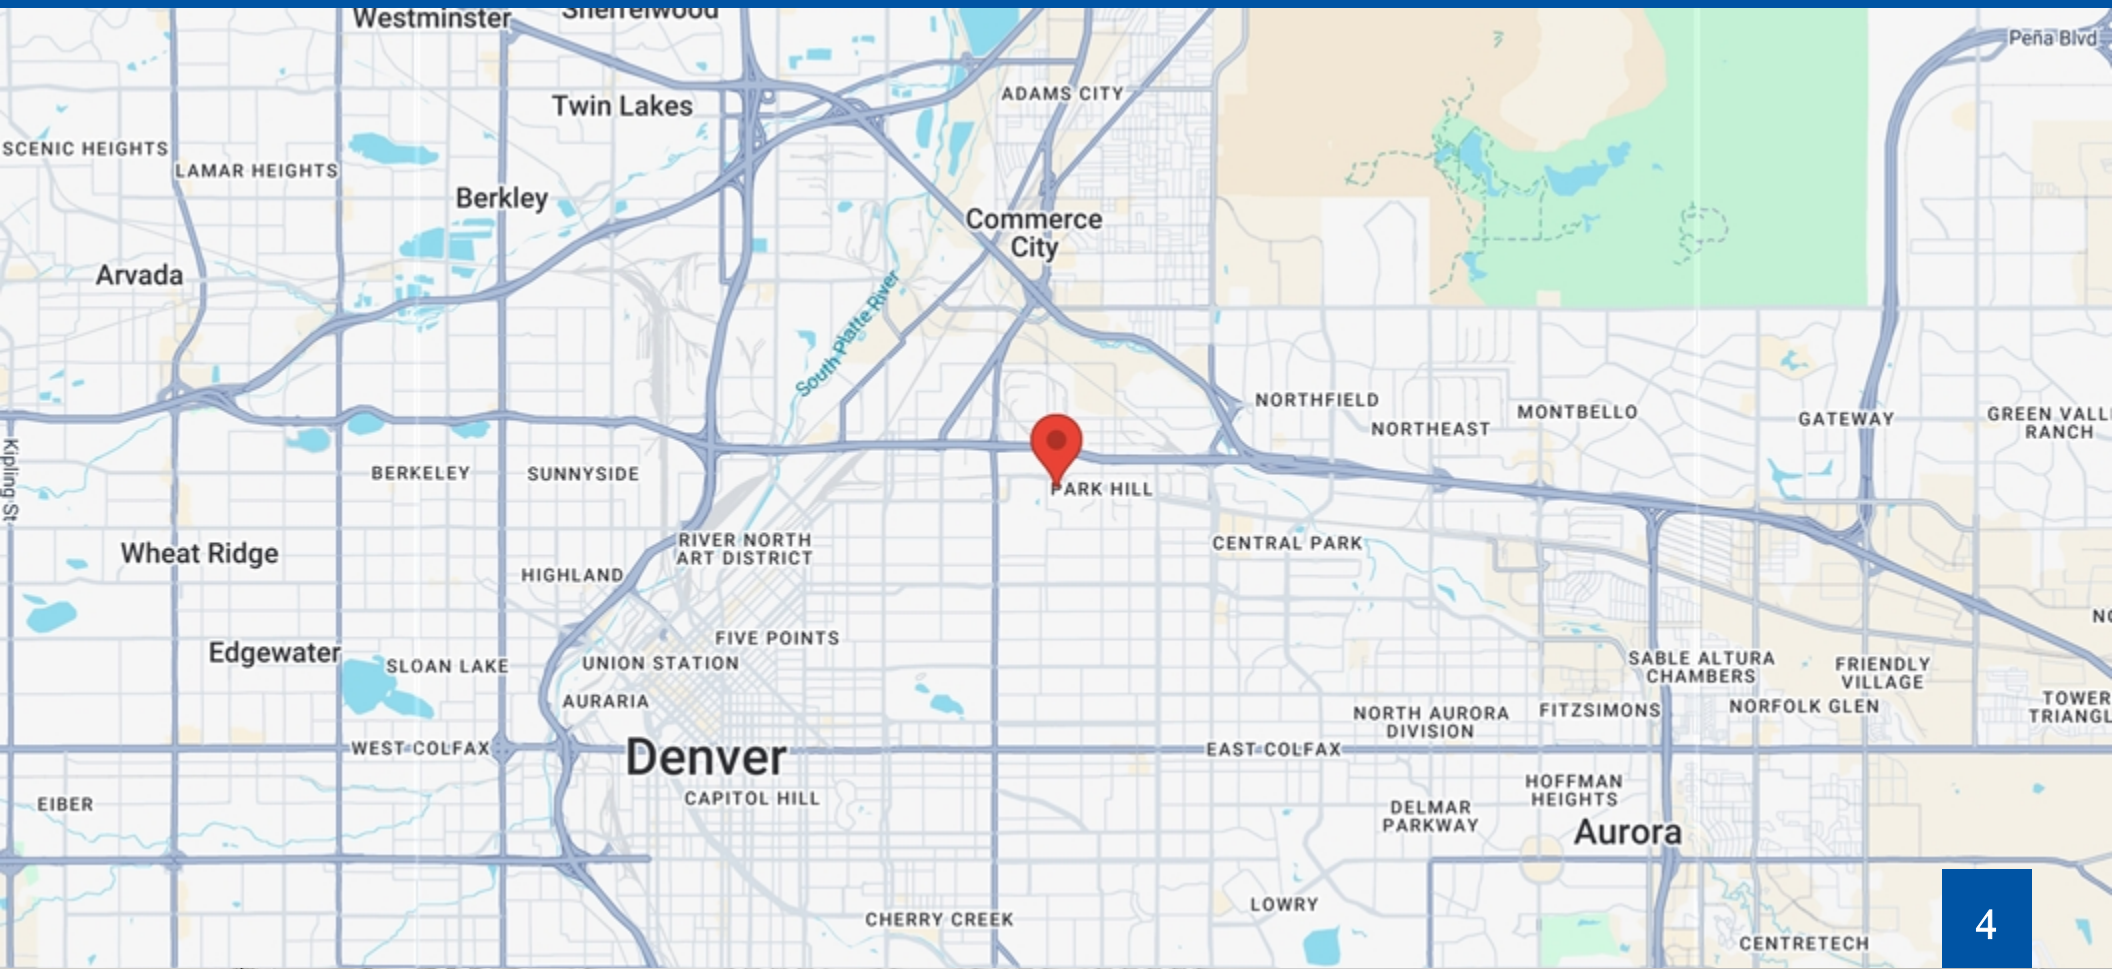 Westminster
Sherrelwood
Peña Blvd
ADAMS CITY
Twin Lakes
SCENIC HEIGHTS
LAMAR HEIGHTS
Berkley
Commerce
City
Arvada
South Platte River
NORTHFIELD
NORTHEAST
MONTBELLO
GATEWAY
GREEN VALL
RANCH
Kipling St
BERKELEY
SUNNYSIDE
PARK HILL
RIVER NORTH
ART DISTRICT
CENTRAL PARK
Wheat Ridge
HIGHLAND
FIVE POINTS
NO
Edgewater
SLOAN LAKE
UNION STATION
SABLE ALTURA
CHAMBERS
FRIENDLY
VILLAGE
AURARIA
NORTH AURORA
DIVISION
FITZSIMONS
NORFOLK GLEN
TOWER
TRIANGL
WEST COLFAX
Denver
EAST COLFAX
CAPITOL HILL
EIBER
HOFFMAN
HEIGHTS
DELMAR
PARKWAY
Aurora
LOWRY
CHERRY CREEK
CENTRETECH
4